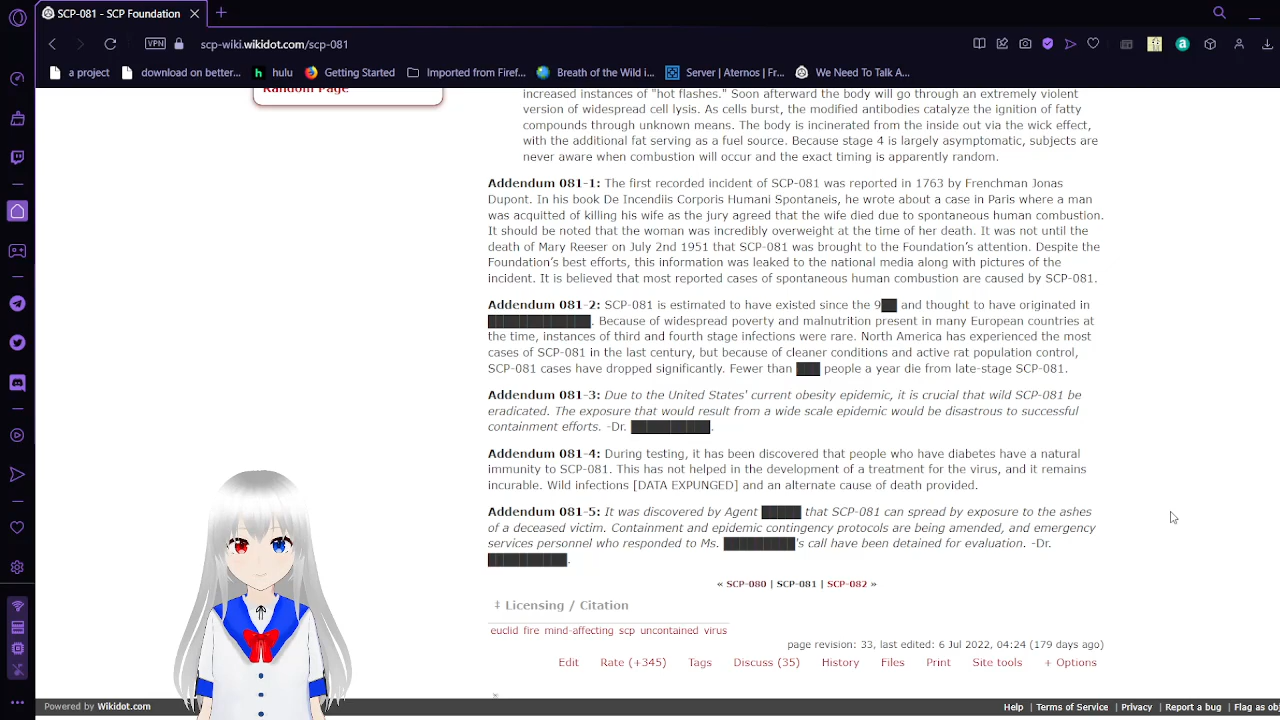 SCP-081 - SCP Foundation
VPN
scp-wiki.wikidot.com/scp-081
a project
download on better...
hulu
Getting Started
Imported from Firef...
Breath of the Wild i...
Server | Aternos | Fr...
We Need To Talk A...
Random Page
increased instances of "hot flashes." Soon afterward the body will go through an extremely violent
version of widespread cell lysis. As cells burst, the modified antibodies catalyze the ignition of fatty
compounds through unknown means. The body is incinerated from the inside out via the wick effect,
with the additional fat serving as a fuel source. Because stage 4 is largely asymptomatic, subjects are
never aware when combustion will occur and the exact timing is apparently random.
Addendum 081-1: The first recorded incident of SCP-081 was reported in 1763 by Frenchman Jonas
Dupont. In his book De Incendiis Corporis Humani Spontaneis, he wrote about a case in Paris where a man
was acquitted of killing his wife as the jury agreed that the wife died due to spontaneous human combustion.
It should be noted that the woman was incredibly overweight at the time of her death. It was not until the
death of Mary Reeser on July 2nd 1951 that SCP-081 was brought to the Foundation's attention. Despite the
Foundation's best efforts, this information was leaked to the national media along with pictures of the
incident. It is believed that most reported cases of spontaneous human combustion are caused by SCP-081.
Addendum 081-2: SCP-081 is estimated to have existed since the 9██ and thought to have originated in
█████████████. Because of widespread poverty and malnutrition present in many European countries at
the time, instances of third and fourth stage infections were rare. North America has experienced the most
cases of SCP-081 in the last century, but because of cleaner conditions and active rat population control,
SCP-081 cases have dropped significantly. Fewer than ███ people a year die from late-stage SCP-081.
Addendum 081-3: Due to the United States' current obesity epidemic, it is crucial that wild SCP-081 be
eradicated. The exposure that would result from a wide scale epidemic would be disastrous to successful
containment efforts. -Dr. ██████████.
Addendum 081-4: During testing, it has been discovered that people who have diabetes have a natural
immunity to SCP-081. This has not helped in the development of a treatment for the virus, and it remains
incurable. Wild infections [DATA EXPUNGED] and an alternate cause of death provided.
Addendum 081-5: It was discovered by Agent █████ that SCP-081 can spread by exposure to the ashes
of a deceased victim. Containment and epidemic contingency protocols are being amended, and emergency
services personnel who responded to Ms. █████████'s call have been detained for evaluation. -Dr.
██████████.
« SCP-080 | SCP-081 | SCP-082 »
‡ Licensing / Citation
euclid fire mind-affecting scp uncontained virus
page revision: 33, last edited: 6 Jul 2022, 04:24 (179 days ago)
Edit Rate (+345) Tags Discuss (35) History Files Print Site tools + Options
Powered by Wikidot.com
Help | Terms of Service | Privacy | Report a bug | Flag as ob